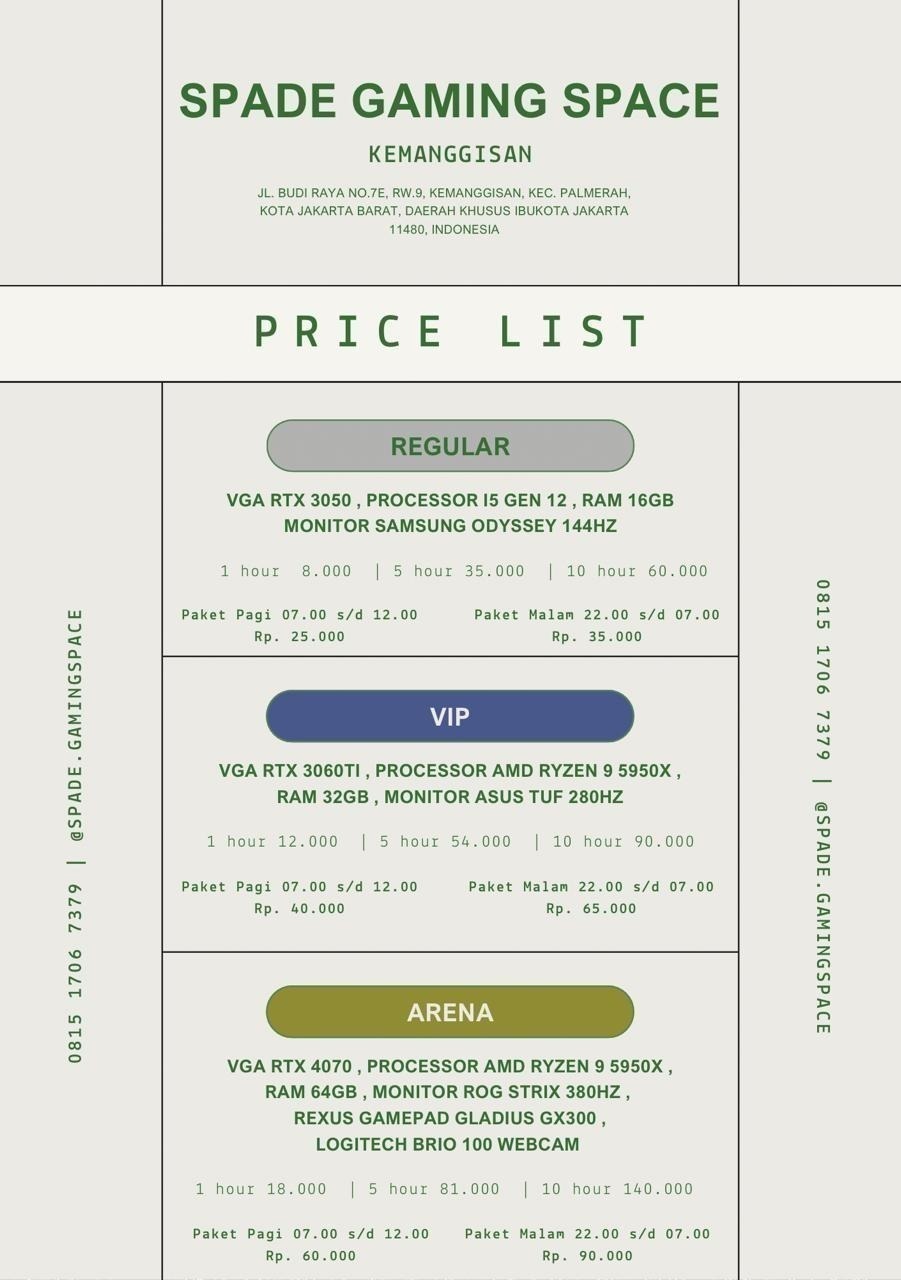 SPADE GAMING SPACE
KEMANGGISAN
JL. BUDI RAYA NO.7E, RW.9, KEMANGGISAN, KEC. PALMERAH,
KOTA JAKARTA BARAT, DAERAH KHUSUS IBUKOTA JAKARTA
11480, INDONESIA
PRICE LIST
REGULAR
VGA RTX 3050 , PROCESSOR I5 GEN 12 , RAM 16GB
MONITOR SAMSUNG ODYSSEY 144HZ
1 hour 8.000 | 5 hour 35.000 | 10 hour 60.000
Paket Pagi 07.00 s/d 12.00 Paket Malam 22.00 s/d 07.00
Rp. 25.000 Rp. 35.000
VIP
VGA RTX 3060TI , PROCESSOR AMD RYZEN 9 5950X ,
RAM 32GB , MONITOR ASUS TUF 280HZ
1 hour 12.000 | 5 hour 54.000 | 10 hour 90.000
Paket Pagi 07.00 s/d 12.00 Paket Malam 22.00 s/d 07.00
Rp. 40.000 Rp. 65.000
ARENA
VGA RTX 4070 , PROCESSOR AMD RYZEN 9 5950X ,
RAM 64GB , MONITOR ROG STRIX 380HZ ,
REXUS GAMEPAD GLADIUS GX300 ,
LOGITECH BRIO 100 WEBCAM
1 hour 18.000 | 5 hour 81.000 | 10 hour 140.000
Paket Pagi 07.00 s/d 12.00 Paket Malam 22.00 s/d 07.00
Rp. 60.000 Rp. 90.000
0815 1706 7379 | @SPADE.GAMINGSPACE
0815 1706 7379 | @SPADE.GAMINGSPACE